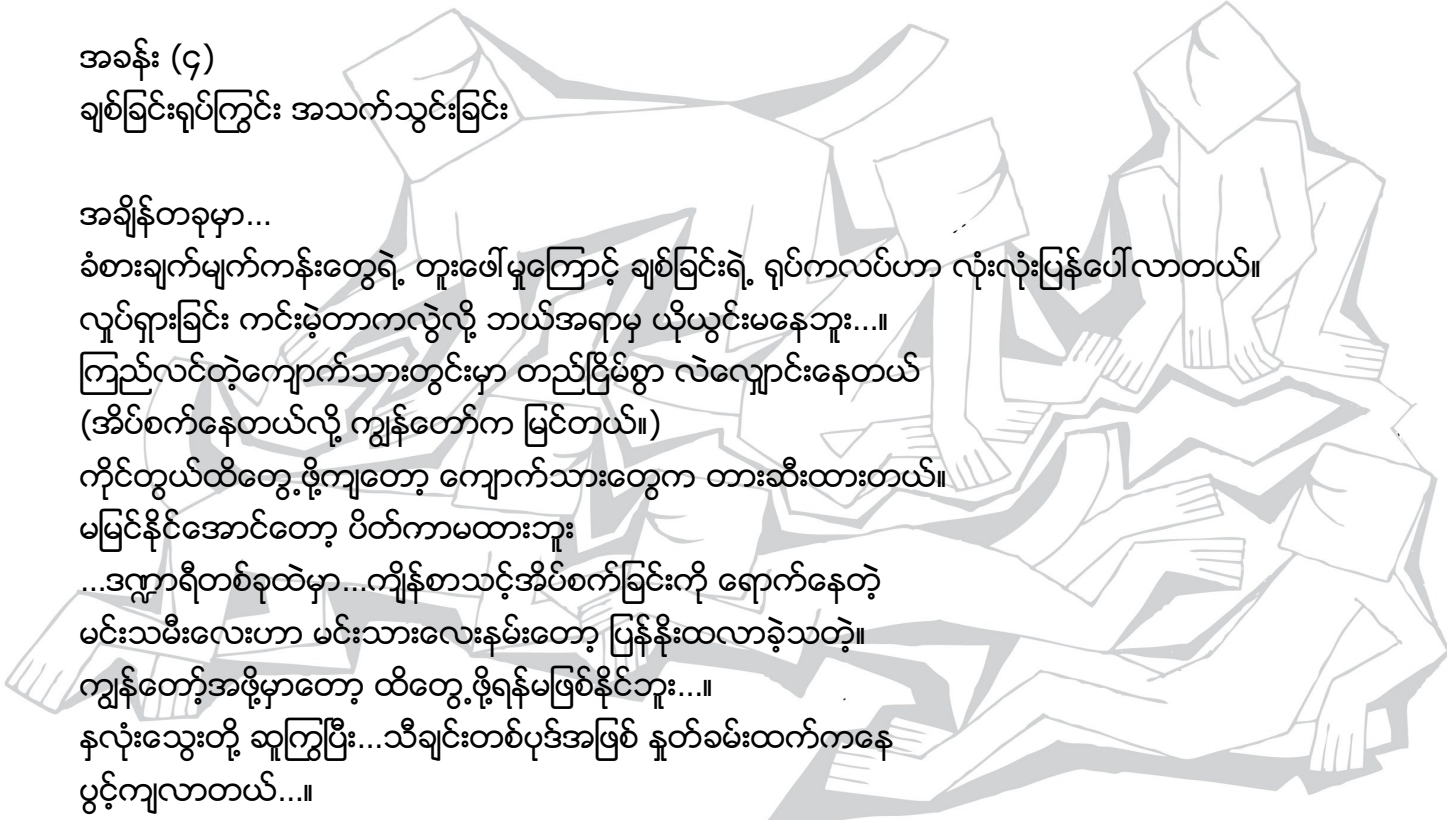 အခန်း (၄)
ချစ်ခြင်းရုပ်ကြွင်း အသက်သွင်းခြင်း
အချိန်တခုမှာ...
ခံစားချက်မျက်ကန်းတွေရဲ့ တူးဖေါ်မှုကြောင့် ချစ်ခြင်းရဲ့ ရုပ်ကလပ်ဟာ လုံးလုံးပြန်ပေါ်လာတယ်။
လှုပ်ရှားခြင်း ကင်းမဲ့တာကလွဲလို့ ဘယ်အရာမှ ယိုယွင်းမနေဘူး...။
ကြည်လင်တဲ့ကျောက်သားတွင်းမှာ တည်ငြိမ်စွာ လဲလျှောင်းနေတယ်
(အိပ်စက်နေတယ်လို့ ကျွန်တော်က မြင်တယ်။)
ကိုင်တွယ်ထိတွေ့ဖို့ကျတော့ ကျောက်သားတွေက တားဆီးထားတယ်။
မမြင်နိုင်အောင်တော့ ပိတ်ကာမထားဘူး
...ဒဏ္ဍာရီတစ်ခုထဲမှာ...ကျိန်စာသင့်အိပ်စက်ခြင်းကို ရောက်နေတဲ့
မင်းသမီးလေးဟာ မင်းသားလေးနမ်းတော့ ပြန်နိုးထလာခဲ့သတဲ့။
ကျွန်တော့်အဖို့မှာတော့ ထိတွေ့ဖို့ရန်မဖြစ်နိုင်ဘူး...။
နှလုံးသွေးတို့ ဆူကြွပြီး...သီချင်းတစ်ပုဒ်အဖြစ် နှုတ်ခမ်းထက်ကနေ
ပွင့်ကျလာတယ်...။